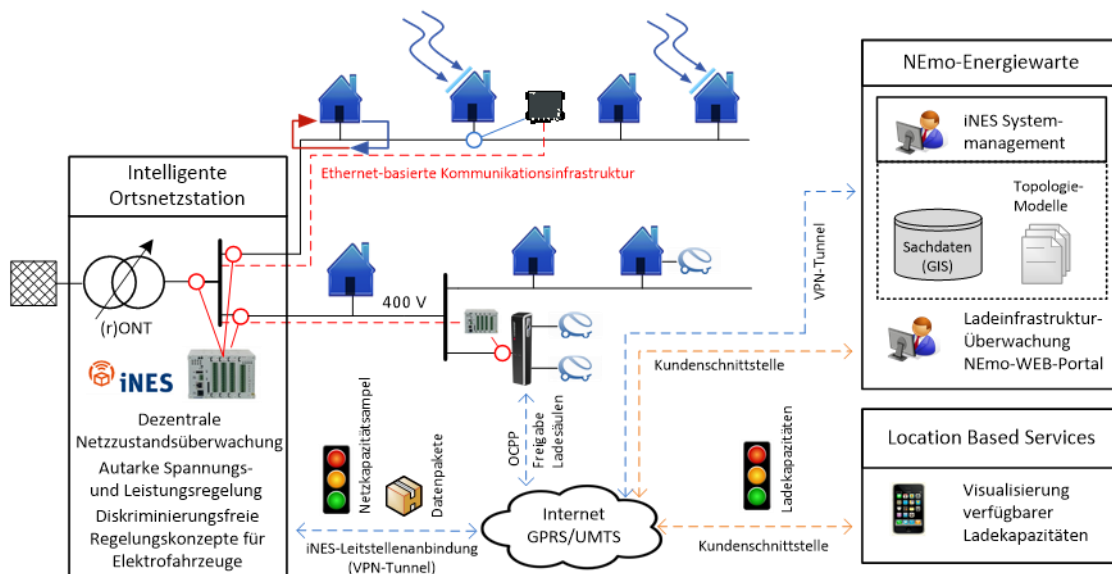 Intelligente
Ortsnetzstation
(r)ONT
iNES
Dezentrale
Netzzustandsüberwachung
Autarke Spannungs-
und Leistungsregelung
Diskriminierungsfreie
Regelungskonzepte für
Elektrofahrzeuge
Ethernet-basierte Kommunikationsinfrastruktur
400 V
Netzkapazitätsampel
Datenpakete
OCPP
Freigabe
Ladesäulen
iNES-Leitstellenanbindung
(VPN-Tunnel)
Internet
GPRS/UMTS
VPN-Tunnel
Kundenschnittstelle
Ladekapazitäten
Kundenschnittstelle
NEmo-Energiewarte
iNES System-
management
Topologie-
Modelle
Sachdaten
(GIS)
Ladeinfrastruktur-
Überwachung
NEmo-WEB-Portal
Location Based Services
Visualisierung
verfügbarer
Ladekapazitäten